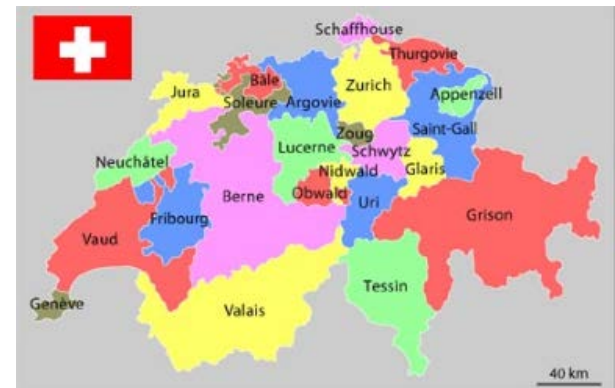 Schaffhouse
Thurgovie
Bâle
Zurich
Jura
Soleure
Argovie
Appenzell
Zoug
Saint-Gall
Lucerne
Schwytz
Neuchâtel
Nidwald
Glaris
Obwald
Berne
Uri
Grison
Fribourg
Vaud
Tessin
Genève
Valais
40 km